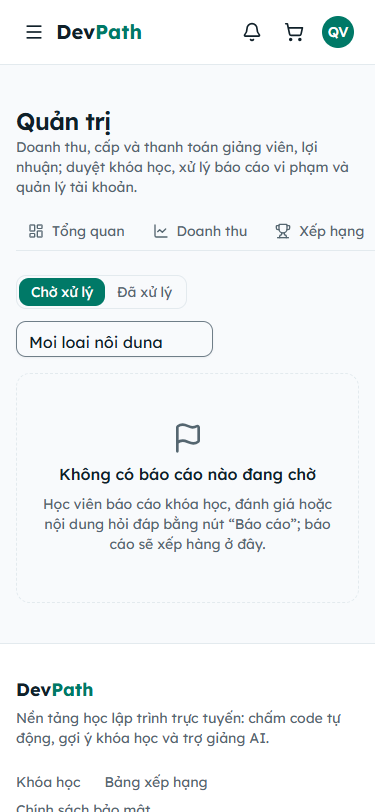 DevPath
QV
Quản trị
Doanh thu, cấp và thanh toán giảng viên, lợi
nhuận; duyệt khóa học, xử lý báo cáo vi phạm và
quản lý tài khoản.
Tổng quan
Doanh thu
Xếp hạng
Chờ xử lý
Đã xử lý
Mọi loại nội dung
Không có báo cáo nào đang chờ
Học viên báo cáo khóa học, đánh giá hoặc
nội dung hỏi đáp bằng nút “Báo cáo”; báo
cáo sẽ xếp hàng ở đây.
DevPath
Nền tảng học lập trình trực tuyến: chấm code tự
động, gợi ý khóa học và trợ giảng AI.
Khóa học
Bảng xếp hạng
Chính sách bảo mật